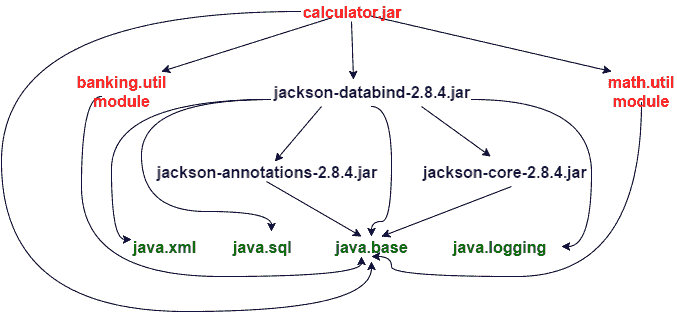 calculator.jar
banking.util
module
jackson-databind-2.8.4.jar
math.util
module
jackson-annotations-2.8.4.jar
jackson-core-2.8.4.jar
java.xml
java.sql
java.base
java.logging